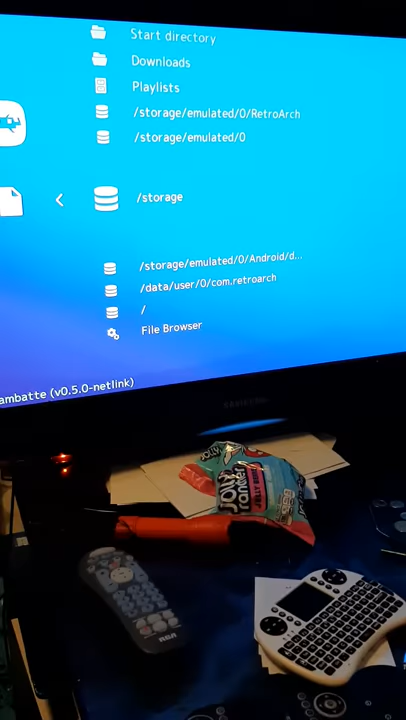 Start directory
Downloads
Playlists
/storage/emulated/0/RetroArch
/storage/emulated/0
/storage
/storage/emulated/0/Android/d...
/data/user/0/com.retroarch
/
File Browser
ambatte (v0.5.0-netlink)
JOLLY
rancher
RCA